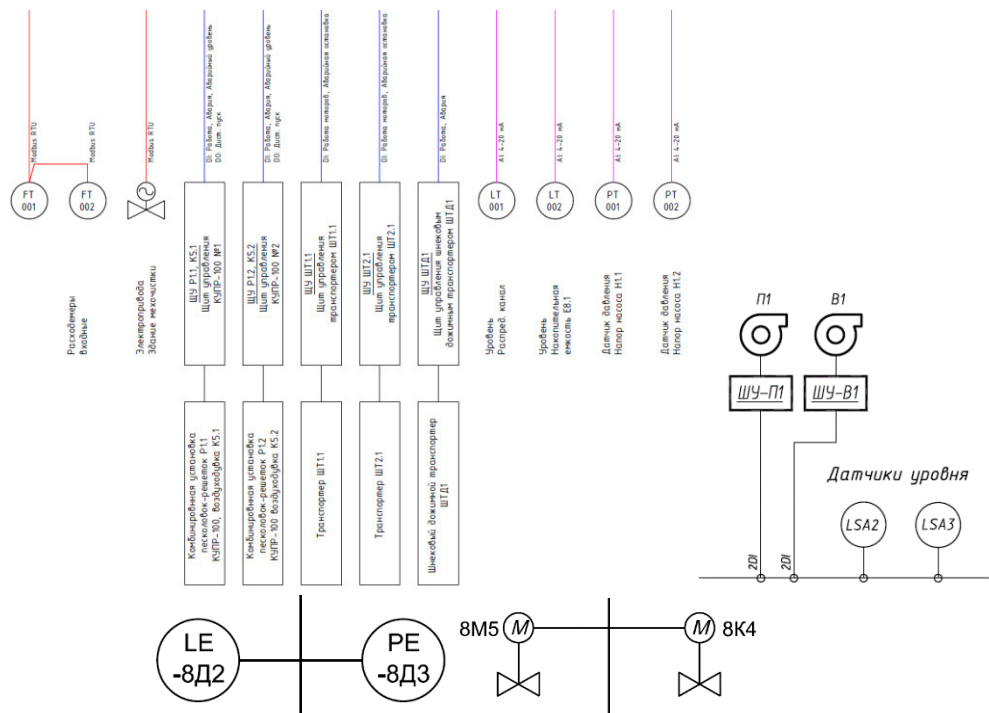 Modbus RTU
Modbus RTU
Modbus RTU
DI: Работа, Авария, Аварийный уровень
DO: Дист. пуск
DI: Работа, Авария, Аварийный уровень
DO: Дист. пуск
DI: Работа моторов, Аварийная остановка
DI: Работа моторов, Аварийная остановка
DI: Работа, Авария
AI: 4-20 мА
AI: 4-20 мА
AI: 4-20 мА
AI: 4-20 мА
FT
001
FT
002
LT
001
LT
002
PT
001
PT
002
Расходомеры
входные
Электропривода
Здание мехочистки
ЩУ Р1.1, К5.1
Щит управления
КУПР-100 №1
ЩУ Р1.2, К5.2
Щит управления
КУПР-100 №2
ЩУ ШТ1.1
Щит управления
транспортером ШТ1.1
ЩУ ШТ2.1
Щит управления
транспортером ШТ2.1
ЩУ ШТД1
Щит управления шнековым
дожимным транспортером ШТД1
Уровень
Распред. канал
Уровень
Накопительная
емкость Е8.1
Датчик давления
Напор насоса Н1.1
Датчик давления
Напор насоса Н1.2
П1
В1
ШУ-П1
ШУ-В1
Комбинированная установка
песколовок-решеток Р1.1
КУПР-100, воздуходувка К5.1
Комбинированная установка
песколовок-решеток Р1.2
КУПР-100 воздуходувка К5.2
Транспортер ШТ1.1
Транспортер ШТ2.1
Шнековый дожимной транспортер
ШТД1
Датчики уровня
LSA2
LSA3
2DI
2DI
LE
-8Д2
PE
-8Д3
8М5
M
M
8К4